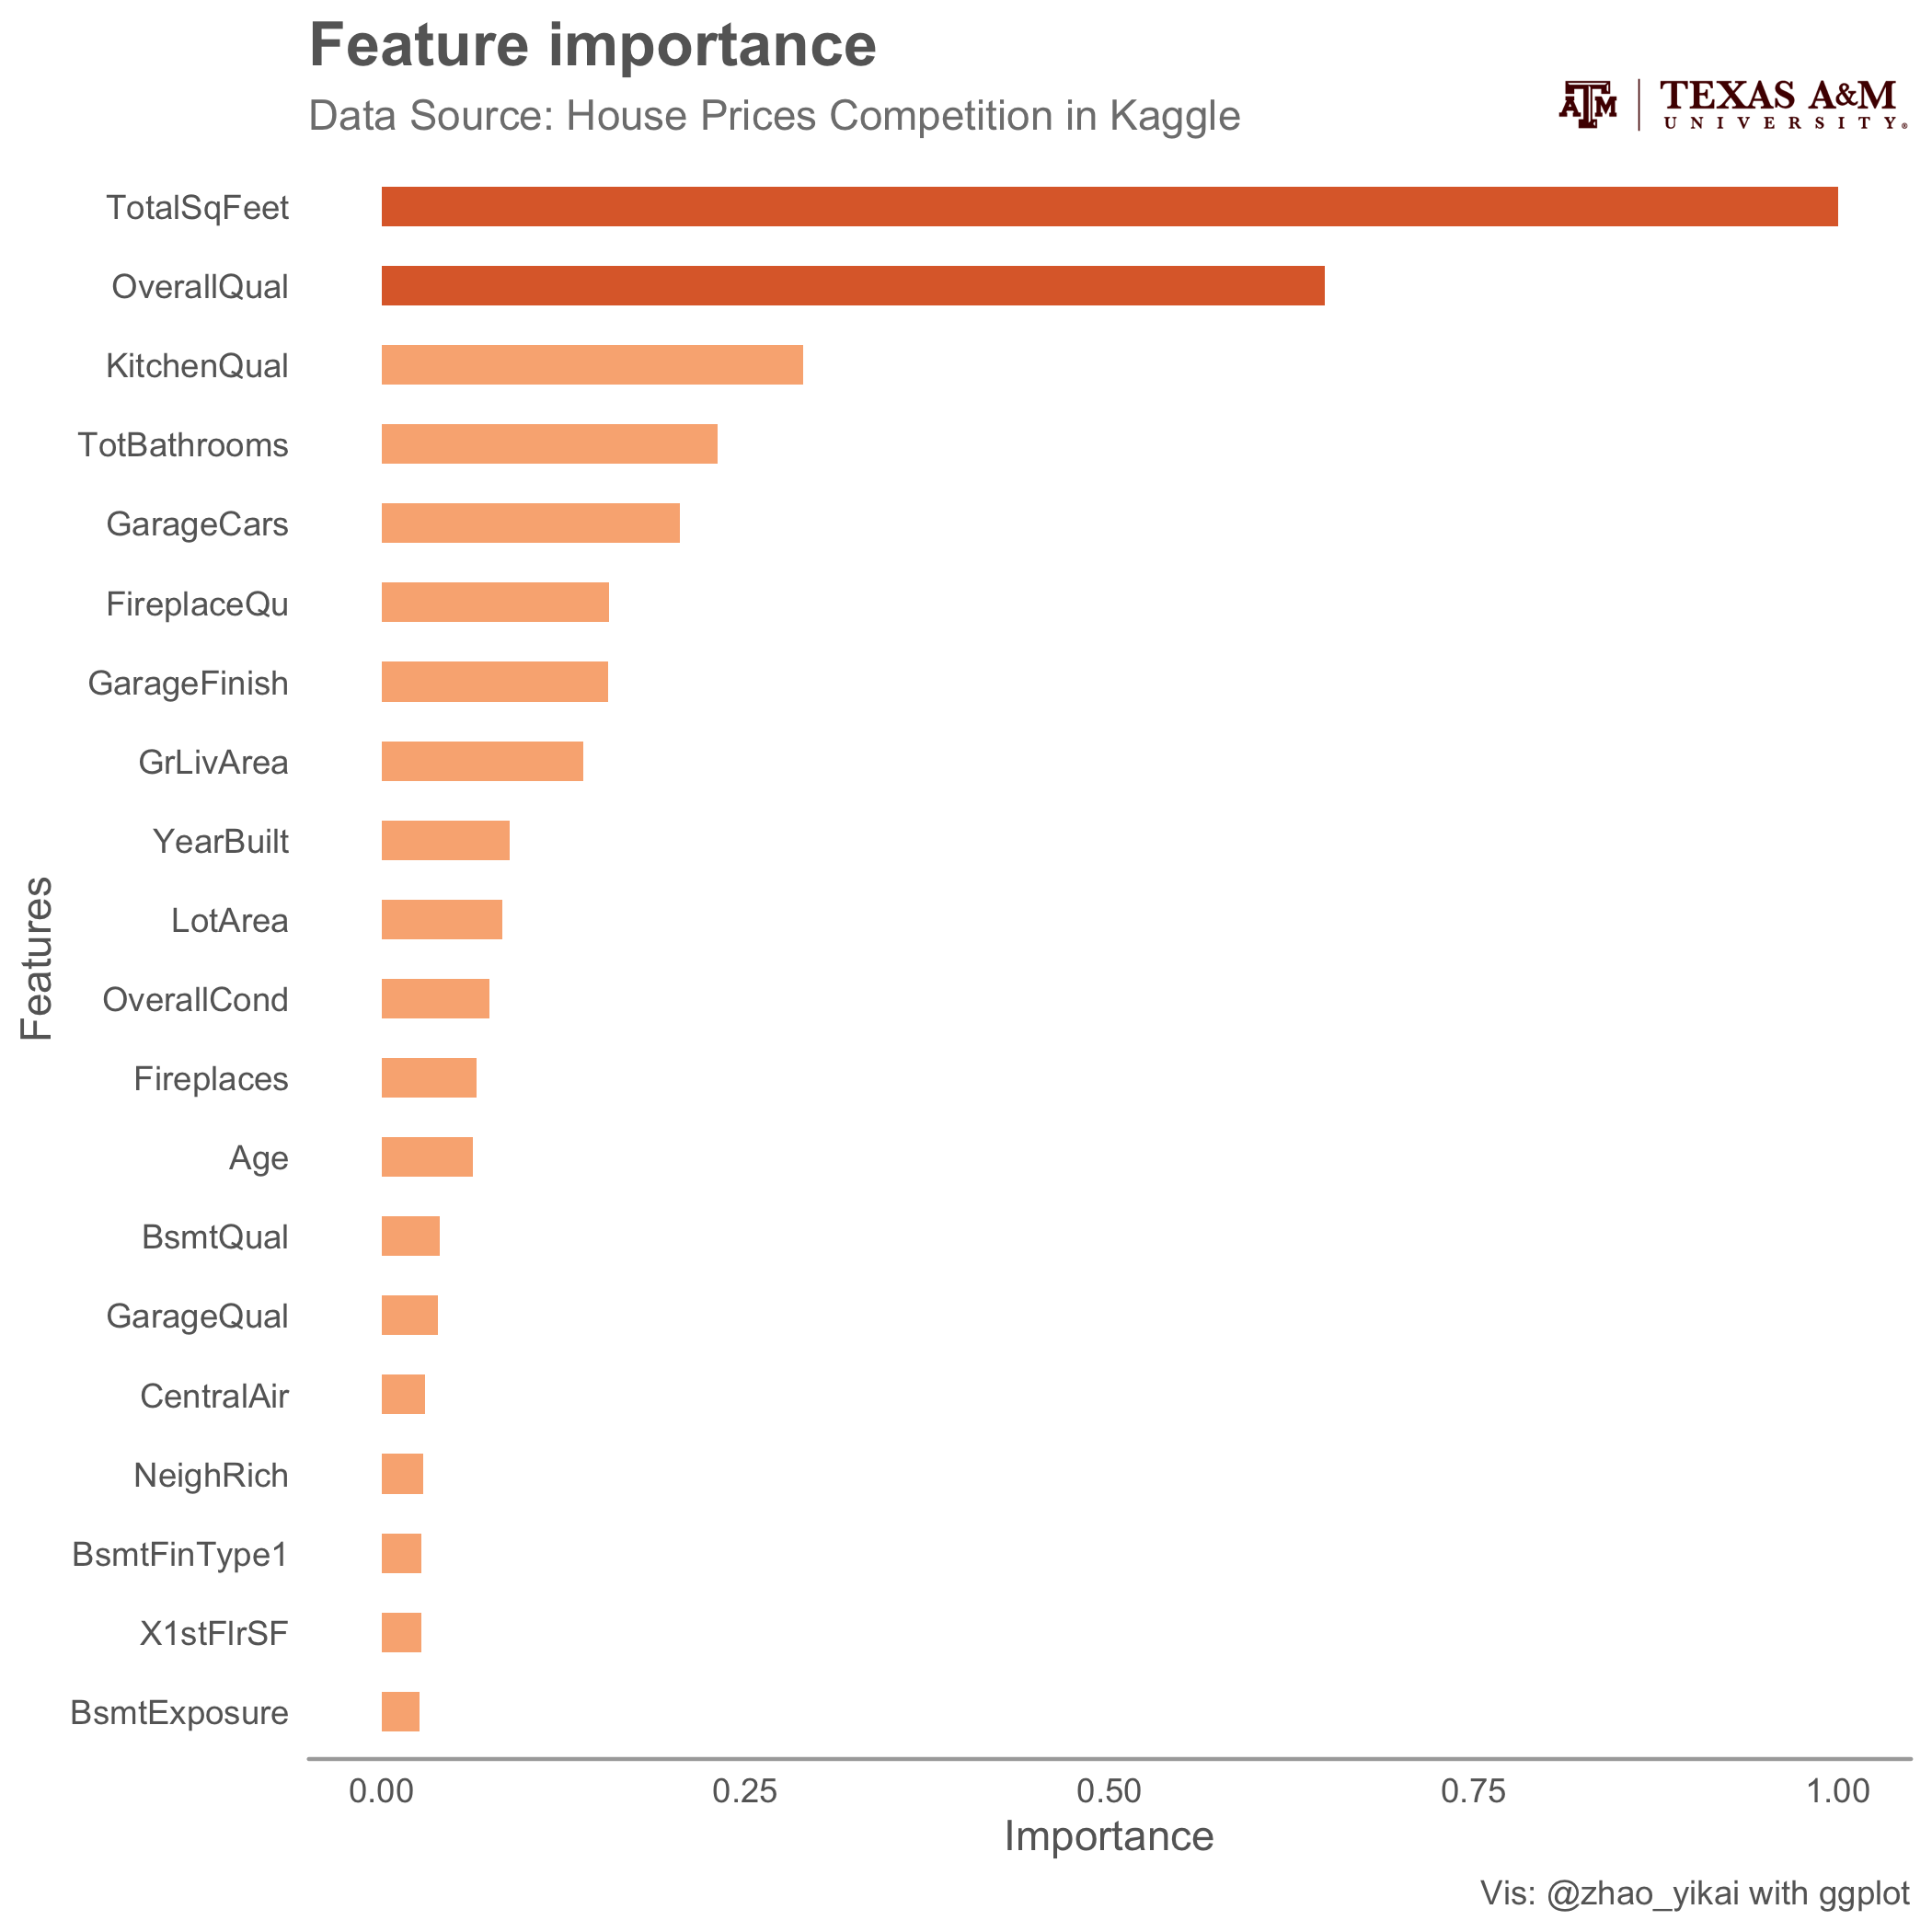 Feature importance
Data Source: House Prices Competition in Kaggle
ATM
TEXAS A&M
UNIVERSITY®
TotalSqFeet
OverallQual
KitchenQual
TotBathrooms
GarageCars
FireplaceQu
GarageFinish
GrLivArea
YearBuilt
LotArea
OverallCond
Fireplaces
Age
BsmtQual
GarageQual
CentralAir
NeighRich
BsmtFinType1
X1stFlrSF
BsmtExposure
Features
0.00 0.25 0.50 0.75 1.00
Importance
Vis: @zhao_yikai with ggplot